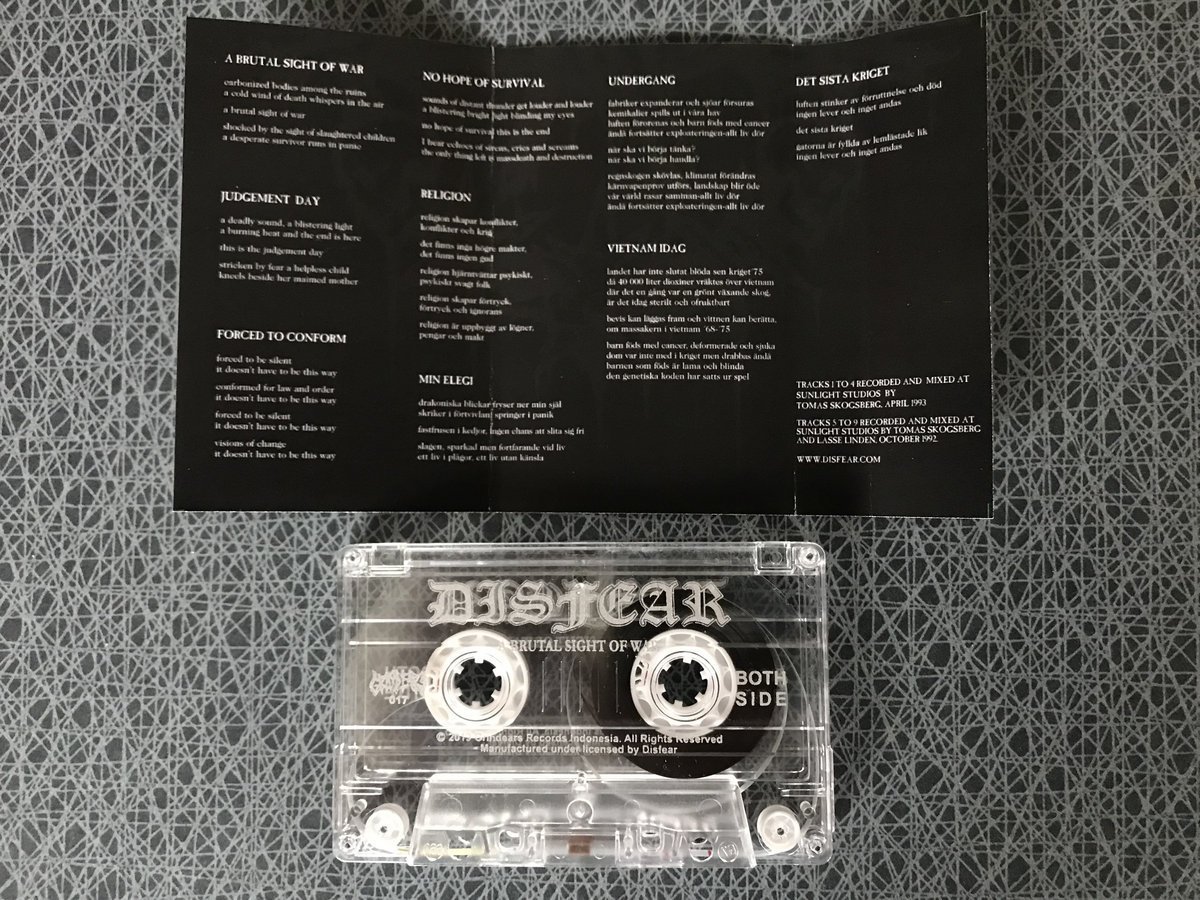 A BRUTAL SIGHT OF WAR
carbonized bodies among the ruins
a cold wind of death whispers in the air
a brutal sight of war
shocked by the sight of slaughtered children
a desperate survivor runs in panic
JUDGEMENT DAY
a deadly sound, a blistering light
a burning heat and the end is here
this is the judgement day
stricken by fear a helpless child
kneels beside her maimed mother
FORCED TO CONFORM
forced to be silent
it doesn't have to be this way
conformed for law and order
it doesn't have to be this way
forced to be silent
it doesn't have to be this way
visions of change
it doesn't have to be this way
NO HOPE OF SURVIVAL
sounds of distant thunder get louder and louder
a blistering bright light blinding my eyes
no hope of survival this is the end
I hear echoes of sirens, cries and screams
the only thing left is massdeath and destruction
RELIGION
religion skapar konflikter,
konflikter och krig
det finns inga högre makter,
det finns ingen gud
religion hjärntvättar psykiskt,
psykiskt svagt folk
religion skapar förtryck,
förtryck och ignorans
religion är uppbyggt av lögner,
pengar och makt
MIN ELEGI
drakoniska blickar fryser ner min själ
skriker i förtvivlan springer i panik
fastfrusen i kedjor, ingen chans att slita sig fri
slagen, sparkad men fortfarande vid liv
ett liv i plågor, ett liv utan känsla
UNDERGANG
fabriker expanderar och sjöar försuras
kemikalier spills ut i våra hav
luften förorenas och barn föds med cancer
ändå fortsätter exploateringen-allt liv dör
när ska vi börja tänka?
när ska vi börja handla?
regnskogen skövlas, klimatat förändras
kärnvapenprov utförs, landskap blir öde
vår värld rasar samman-allt liv dör
ändå fortsätter exploateringen-allt liv dör
VIETNAM IDAG
landet har inte slutat blöda sen kriget '75
då 40 000 liter dioxiner vräktes över vietnam
där det en gång var en grönt växande skog,
är det idag sterilt och ofruktbart
bevis kan läggas fram och vittnen kan berätta,
om massakern i vietnam '68-'75
barn föds med cancer, deformerade och sjuka
dom var inte med i kriget men drabbas ändå
barnen som föds är lama och blinda
den genetiska koden har satts ur spel
DET SISTA KRIGET
luften stinker av förruttnelse och död
ingen lever och inget andas
det sista kriget
gatorna är fyllda av lemlästade lik
ingen lever och inget andas
TRACKS 1 TO 4 RECORDED AND MIXED AT
SUNLIGHT STUDIOS BY
TOMAS SKOGSBERG, APRIL 1993
TRACKS 5 TO 9 RECORDED AND MIXED AT
SUNLIGHT STUDIOS BY TOMAS SKOGSBERG
AND LASSE LINDEN, OCTOBER 1992.
WWW.DISFEAR.COM
DISFEAR
A BRUTAL SIGHT OF WAR
017
BOTH
SIDE
© Grindears Records Indonesia. All Rights Reserved
Manufactured under licensed by Disfear